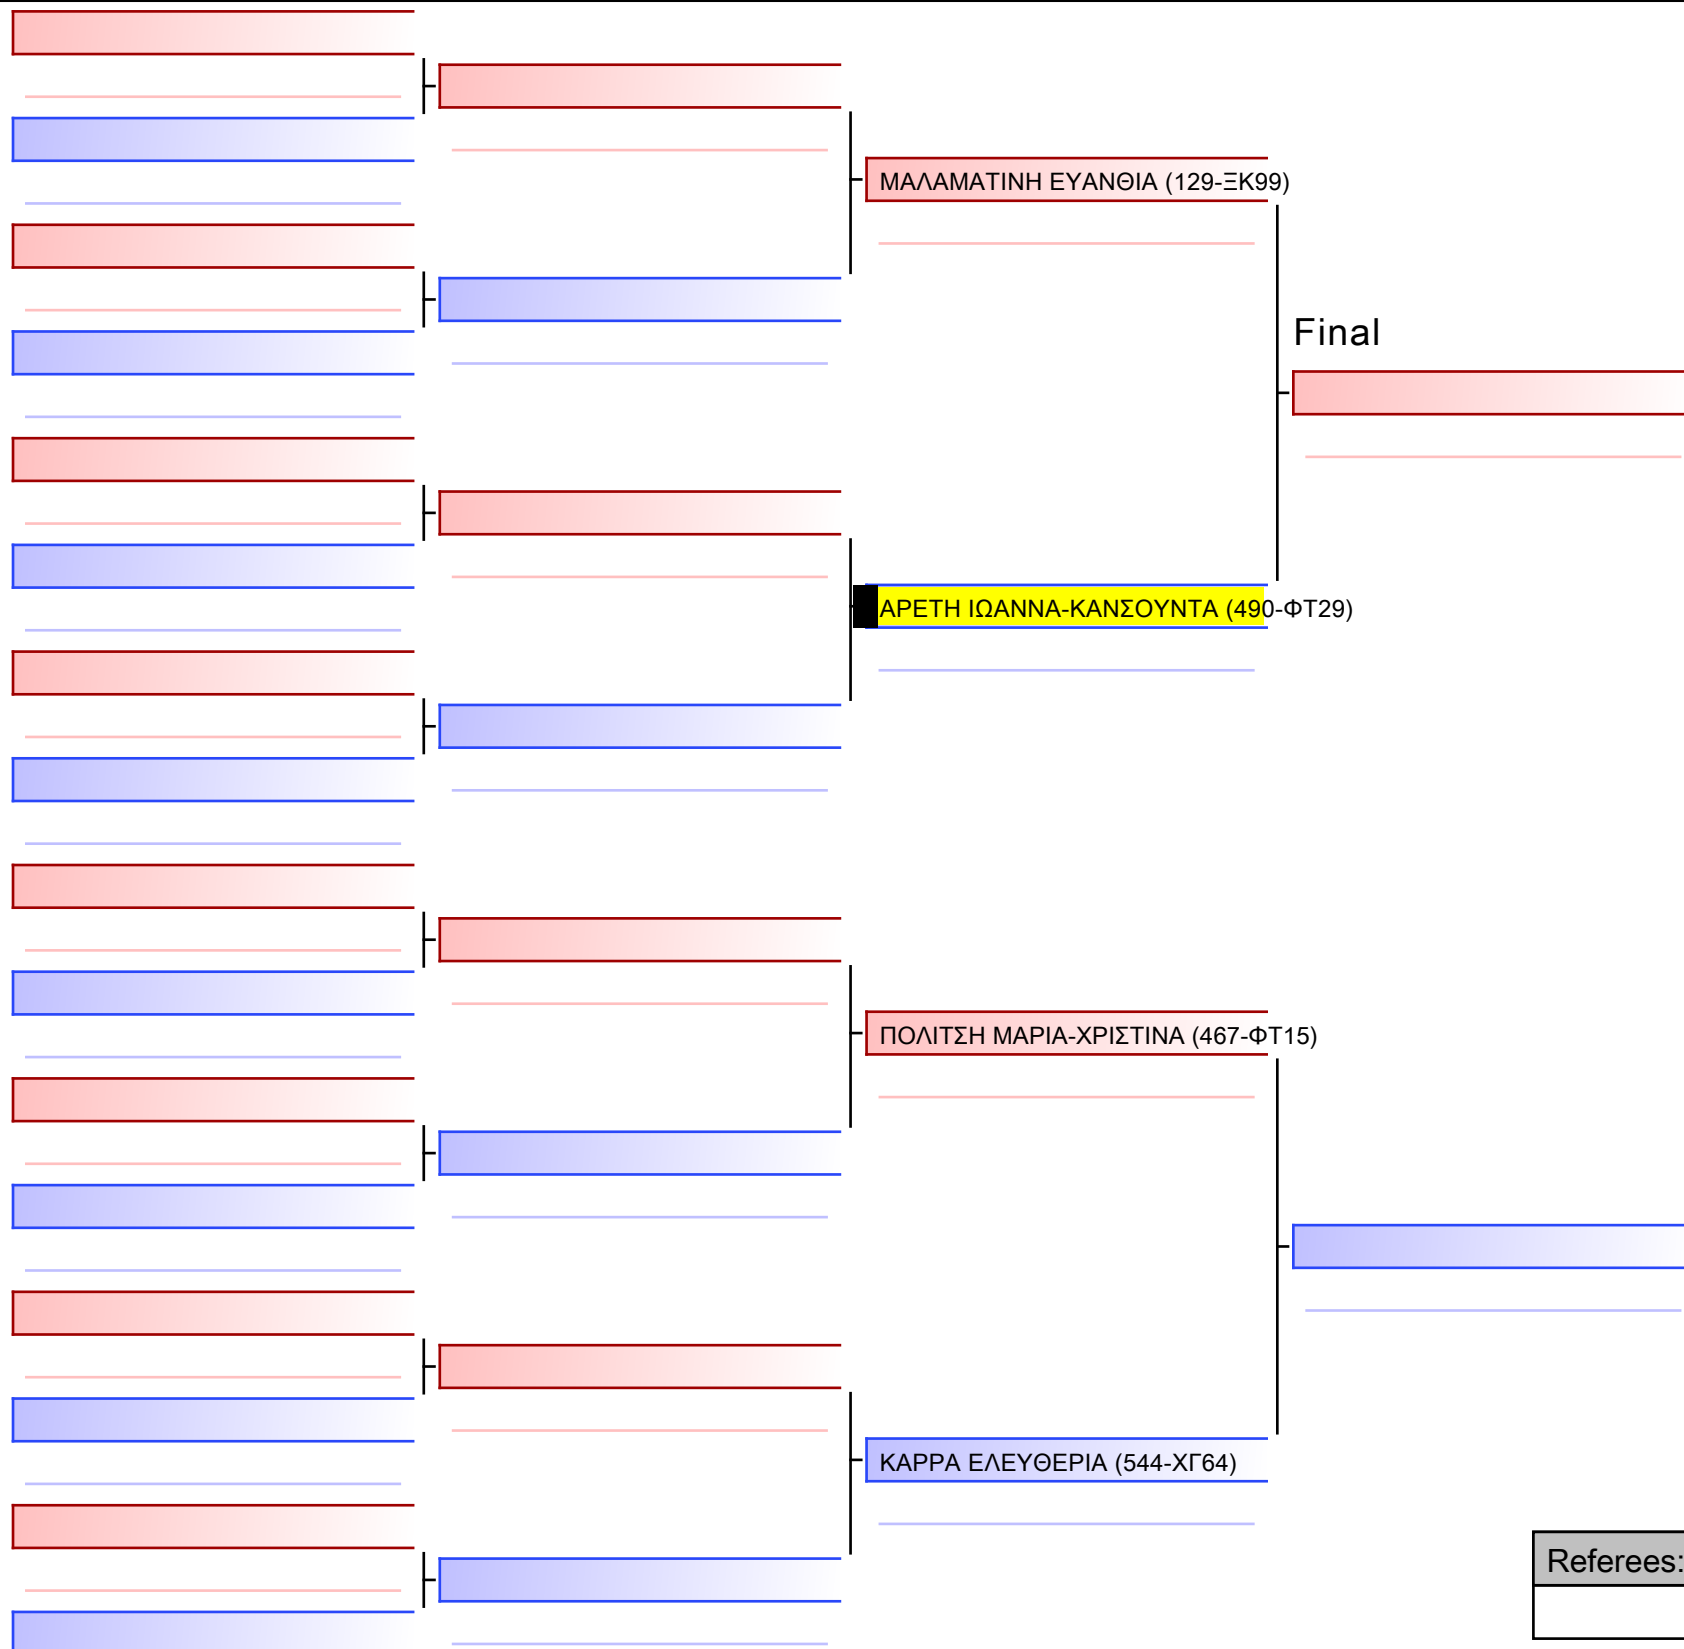 ΜΑΛΑΜΑΤΙΝΗ ΕΥΑΝΘΙΑ (129-ΞΚ99)
Final
ΑΡΕΤΗ ΙΩΑΝΝΑ-ΚΑΝΣΟΥΝΤΑ (490-ΦΤ29)
ΠΟΛΙΤΣΗ ΜΑΡΙΑ-ΧΡΙΣΤΙΝΑ (467-ΦΤ15)
ΚΑΡΡΑ ΕΛΕΥΘΕΡΙΑ (544-ΧΓ64)
Referees: